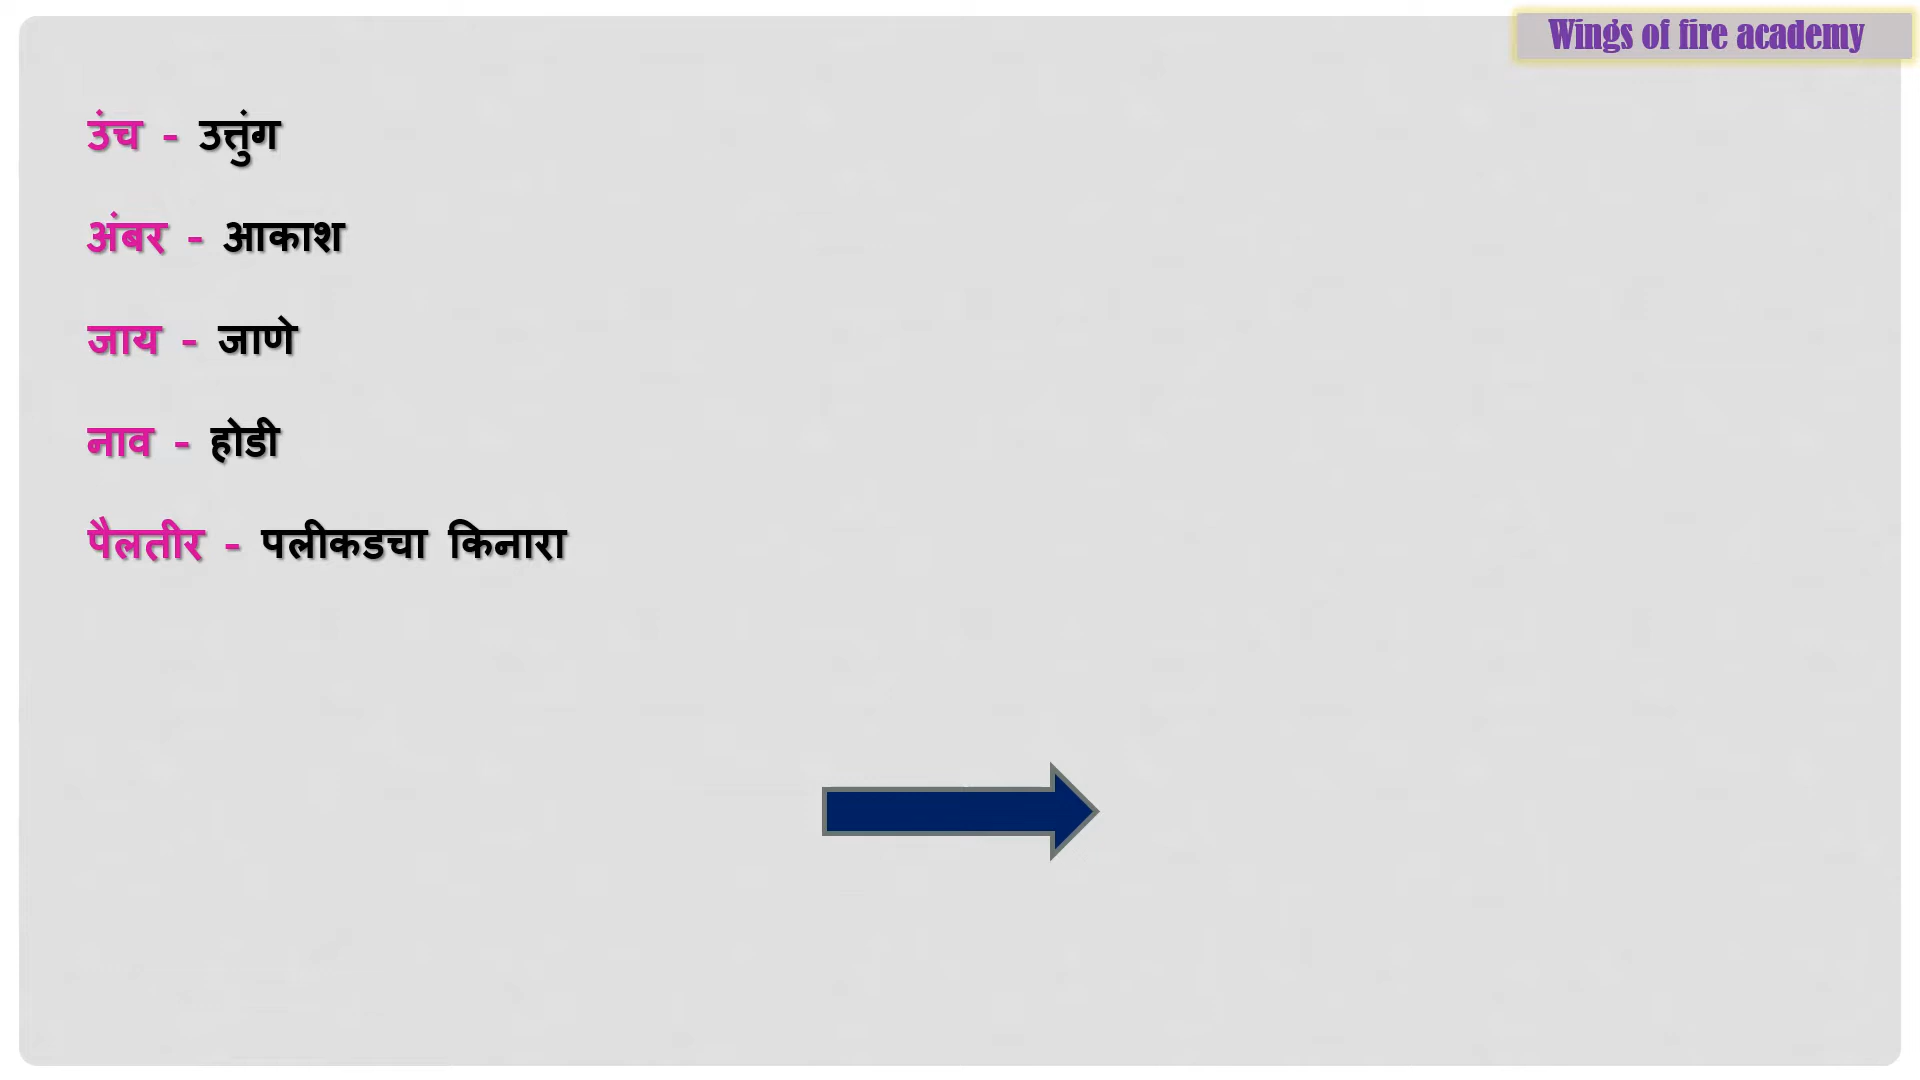 Wings of fire academy
उंच - उत्तुंग
अंबर - आकाश
जाय - जाणे
नाव - होडी
पैलतीर - पलीकडचा किनारा